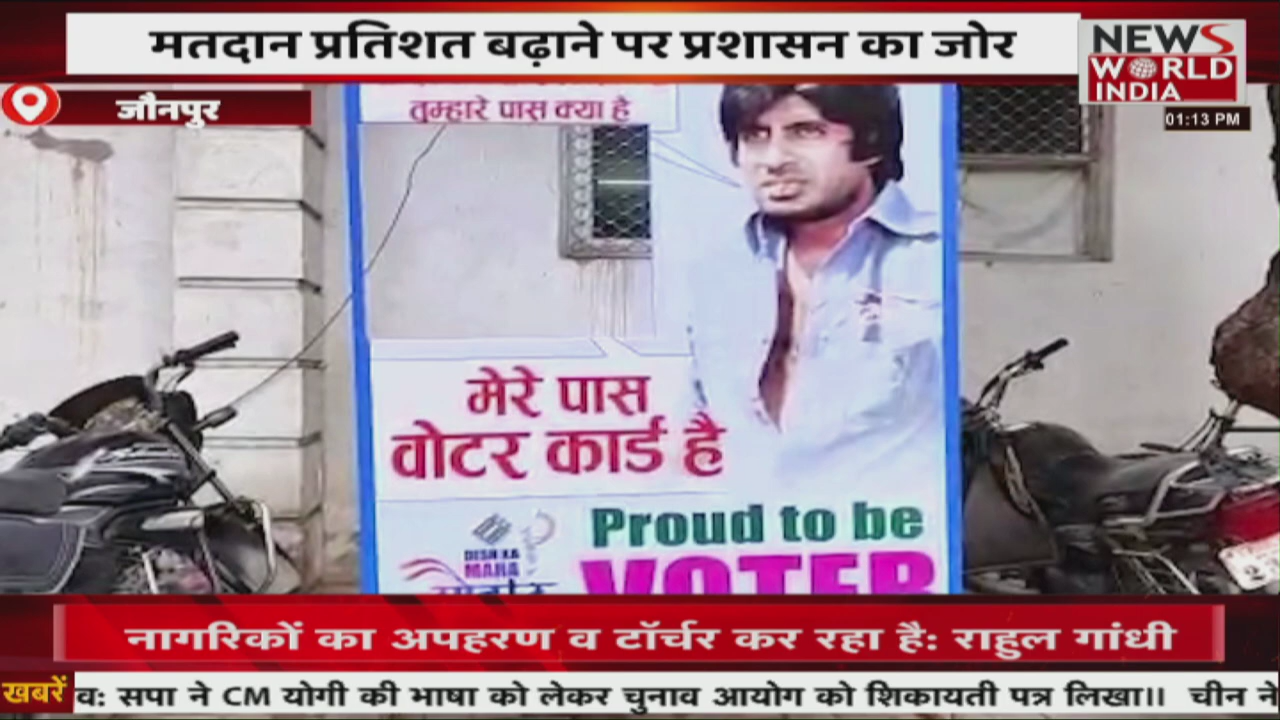 मतदान प्रतिशत बढ़ाने पर प्रशासन का जोर
NEWS
WORLD
INDIA
01:13 PM
जौनपुर
तुम्हारे पास क्या है
मेरे पास
वोटर कार्ड है
DESH KA
MAHA
Proud to be
VOTER
नागरिकों का अपहरण व टॉर्चर कर रहा है: राहुल गांधी
खबरें
व: सपा ने CM योगी की भाषा को लेकर चुनाव आयोग को शिकायती पत्र लिखा।। चीन ने